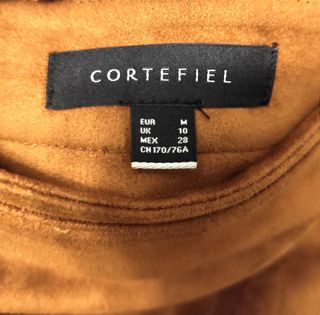 CORTEFIEL
EUR M
UK 10
MEX 28
CN 170/76A